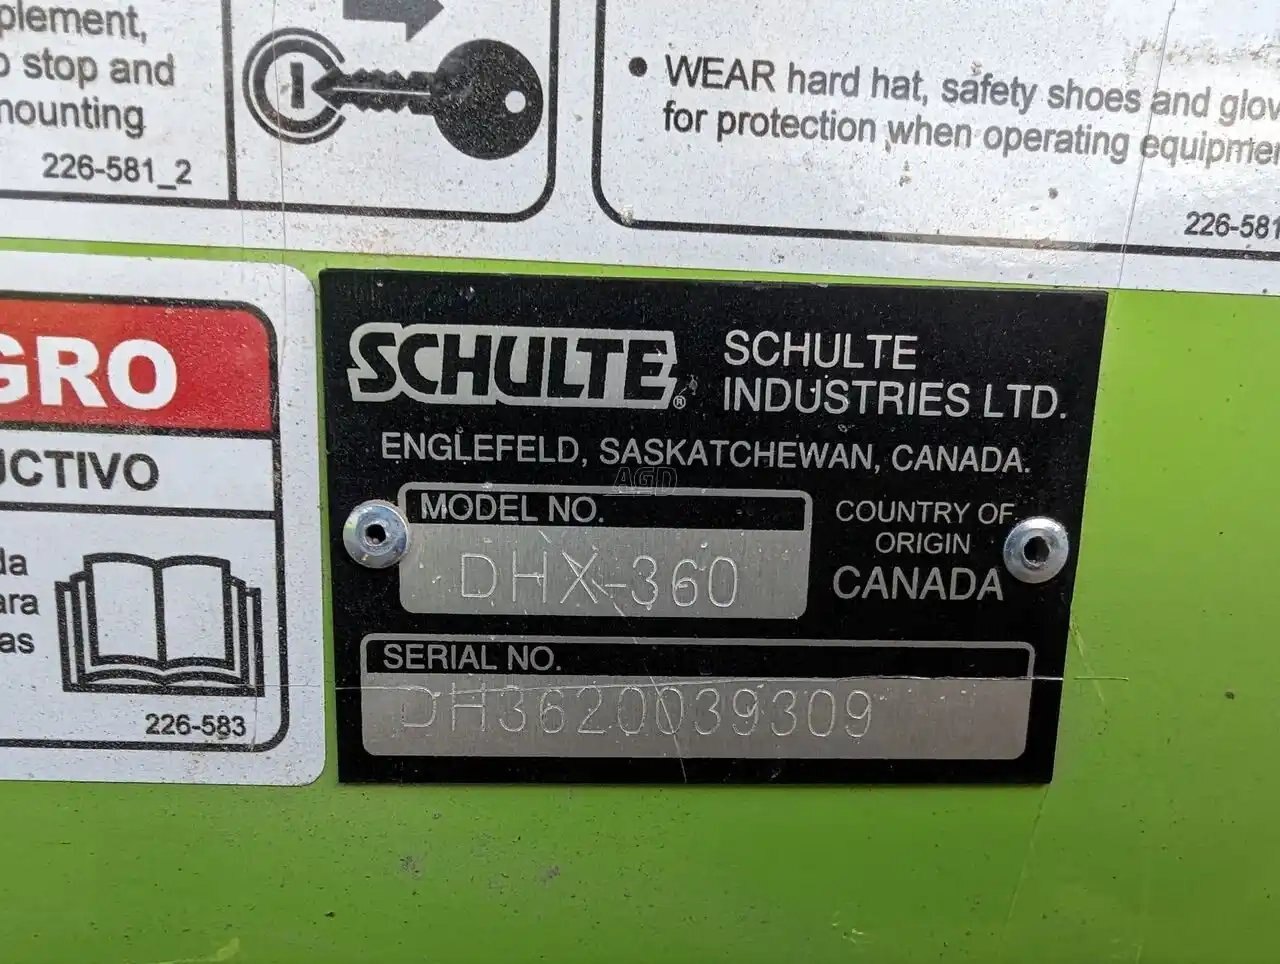 plement,
o stop and
mounting
226-581_2
• WEAR hard hat, safety shoes and
for protection when operating
226-581
GRO
UCTIVO
da
ara
as
226-583
SCHULTE®
SCHULTE
INDUSTRIES LTD.
ENGLEFELD, SASKATCHEWAN, CANADA.
AGD
MODEL NO.
DHX-360
COUNTRY OF
ORIGIN
CANADA
SERIAL NO.
DH3620039309